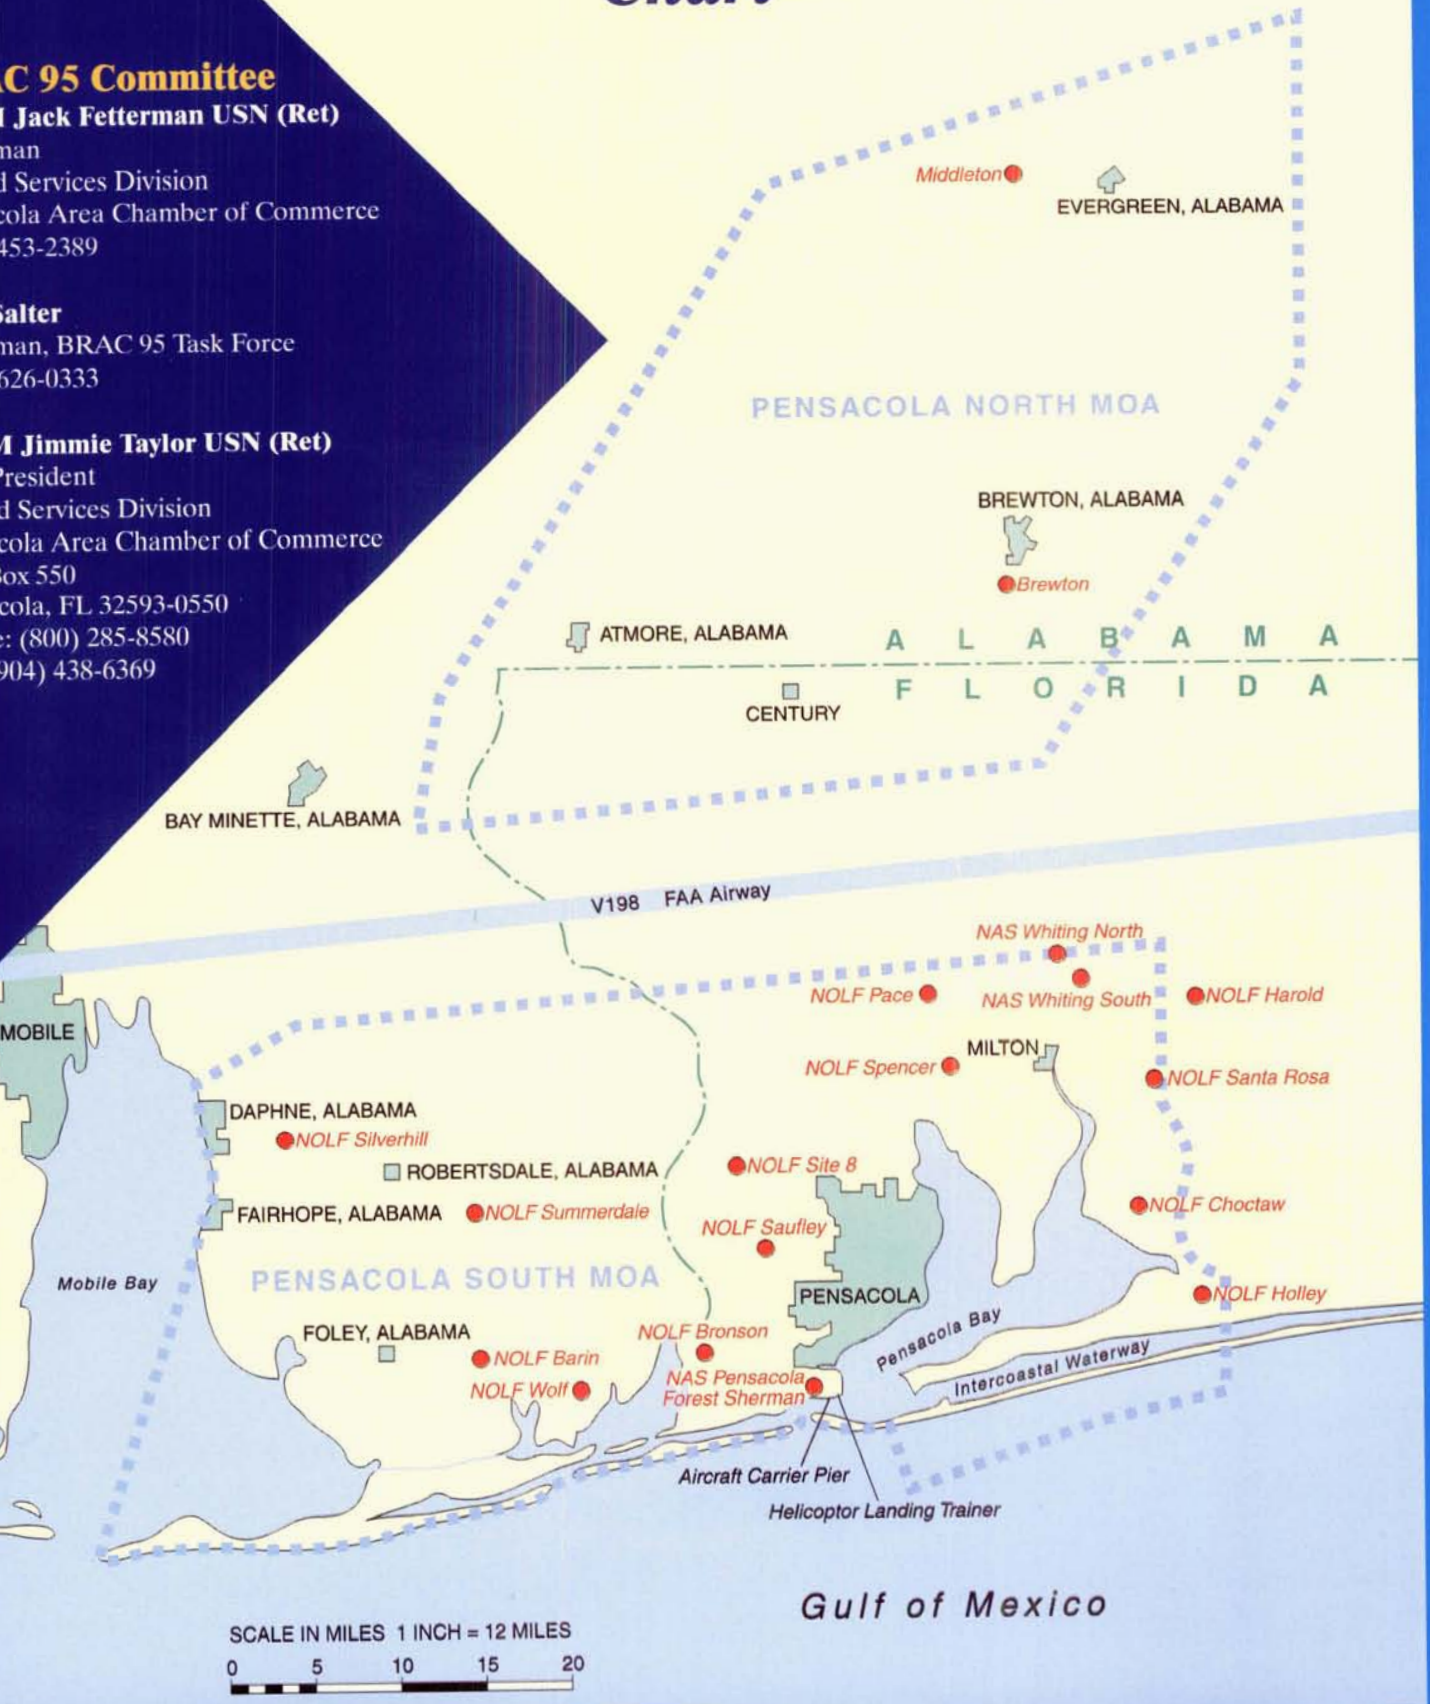 C 95 Committee
Jack Fetterman USN (Ret)
Services Division
Area Chamber of Commerce
453-2389
Salter
BRAC 95 Task Force
626-0333
Jimmie Taylor USN (Ret)
President
Services Division
Area Chamber of Commerce
Box 550
FL 32593-0550
(800) 285-8580
904) 438-6369
Middleton
EVERGREEN, ALABAMA
PENSACOLA NORTH MOA
BREWTON, ALABAMA
Brewton
ATMORE, ALABAMA
ALABAMA
FLORIDA
CENTURY
BAY MINETTE, ALABAMA
V198 FAA Airway
NAS Whiting North
NOLF Pace
NAS Whiting South
NOLF Harold
MOBILE
MILTON
NOLF Spencer
NOLF Santa Rosa
DAPHNE, ALABAMA
NOLF Silverhill
ROBERTSDALE, ALABAMA
NOLF Site 8
FAIRHOPE, ALABAMA
NOLF Summerdale
NOLF Choctaw
NOLF Saufley
Mobile Bay
PENSACOLA SOUTH MOA
PENSACOLA
NOLF Holley
FOLEY, ALABAMA
NOLF Bronson
Pensacola Bay
NOLF Barin
Intercoastal Waterway
NOLF Wolf
NAS Pensacola
Forest Sherman
Aircraft Carrier Pier
Helicoptor Landing Trainer
Gulf of Mexico
SCALE IN MILES 1 INCH = 12 MILES
0 5 10 15 20